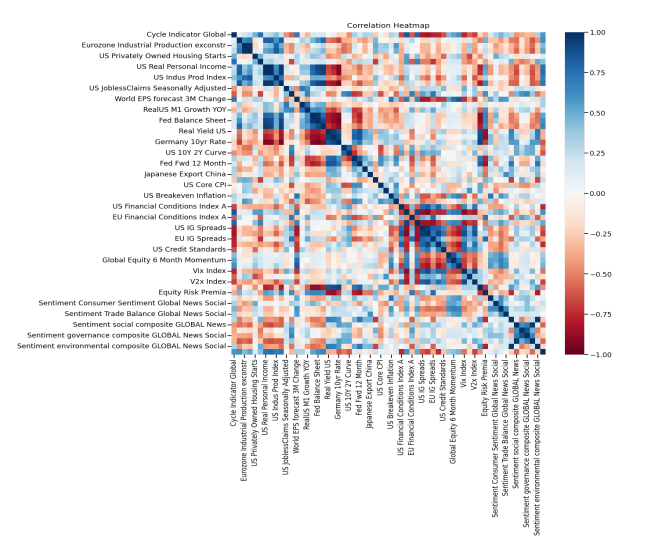 Correlation Heatmap
Cycle Indicator Global
Eurozone Industrial Production exconstr
US Privately Owned Housing Starts
US Real Personal Income
US Indus Prod Index
US JoblessClaims Seasonally Adjusted
World EPS forecast 3M Change
RealUS M1 Growth YOY
Fed Balance Sheet
Real Yield US
Germany 10yr Rate
US 10Y 2Y Curve
Fed Fwd 12 Month
Japanese Export China
US Core CPI
US Breakeven Inflation
US Financial Conditions Index A
EU Financial Conditions Index A
US IG Spreads
EU IG Spreads
US Credit Standards
Global Equity 6 Month Momentum
Vix Index
V2x Index
Equity Risk Premia
Sentiment Consumer Sentiment Global News Social
Sentiment Trade Balance Global News Social
Sentiment social composite GLOBAL News
Sentiment governance composite GLOBAL News Social
Sentiment environmental composite GLOBAL News Social
Cycle Indicator Global
Eurozone Industrial Production exconstr
US Privately Owned Housing Starts
US Real Personal Income
US Indus Prod Index
US JoblessClaims Seasonally Adjusted
World EPS forecast 3M Change
RealUS M1 Growth YOY
Fed Balance Sheet
Real Yield US
Germany 10yr Rate
US 10Y 2Y Curve
Fed Fwd 12 Month
Japanese Export China
US Core CPI
US Breakeven Inflation
US Financial Conditions Index A
EU Financial Conditions Index A
US IG Spreads
EU IG Spreads
US Credit Standards
Global Equity 6 Month Momentum
Vix Index
V2x Index
Equity Risk Premia
Sentiment Consumer Sentiment Global News Social
Sentiment Trade Balance Global News Social
Sentiment social composite GLOBAL News
Sentiment governance composite GLOBAL News Social
Sentiment environmental composite GLOBAL News Social
1.00
0.75
0.50
0.25
0.00
−0.25
−0.50
−0.75
−1.00